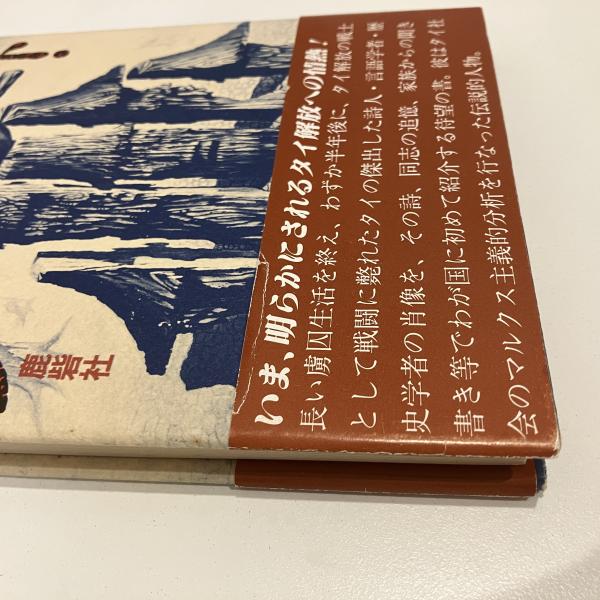 いま、明らかにされるタイ解放への情熱!
長い虜囚生活を終え、わずか半年後に、タイ解放の戦士
として戦闘に斃れたタイの傑出した詩人・言語学者・歴
史学者の肖像を、その詩、同志の追憶、家族からの聞き
書き等でわが国に初めて紹介する待望の書。彼はタイ社
会のマルクス主義的分析を行なった伝説的人物。
鹿砦社